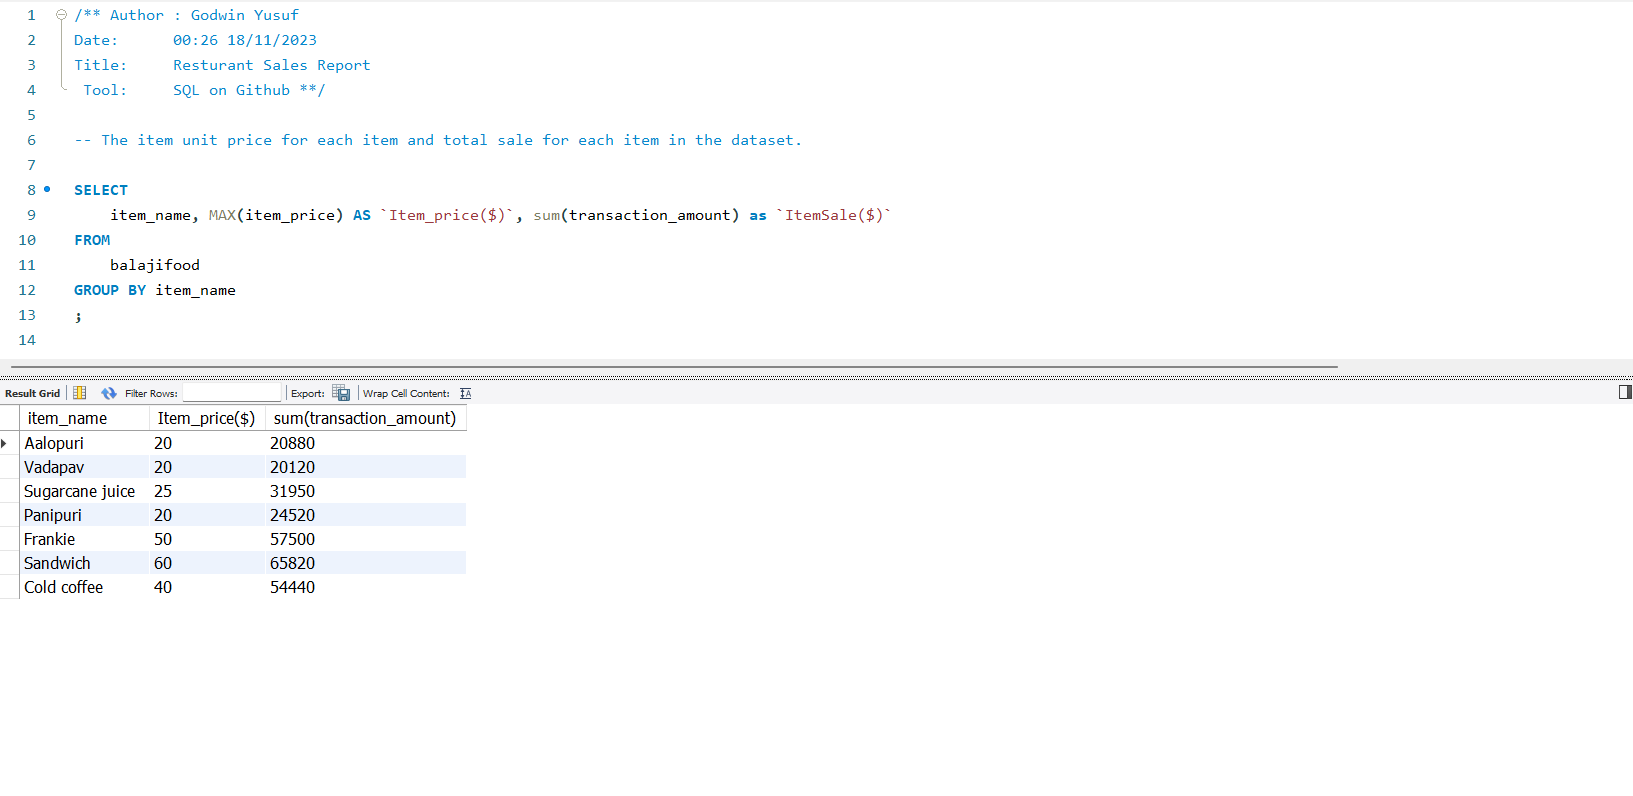 1 /** Author : Godwin Yusuf
2 Date: 00:26 18/11/2023
3 Title: Resturant Sales Report
4 Tool: SQL on Github **/
5
6 -- The item unit price for each item and total sale for each item in the dataset.
7
8 SELECT
9 item_name, MAX(item_price) AS `Item_price($)`, sum(transaction_amount) as `ItemSale($)`
10 FROM
11 balajifood
12 GROUP BY item_name
13 ;
14
Result Grid Filter Rows: Export: Wrap Cell Content:
item_name Item_price($) sum(transaction_amount)
Aalopuri 20 20880
Vadapav 20 20120
Sugarcane juice 25 31950
Panipuri 20 24520
Frankie 50 57500
Sandwich 60 65820
Cold coffee 40 54440